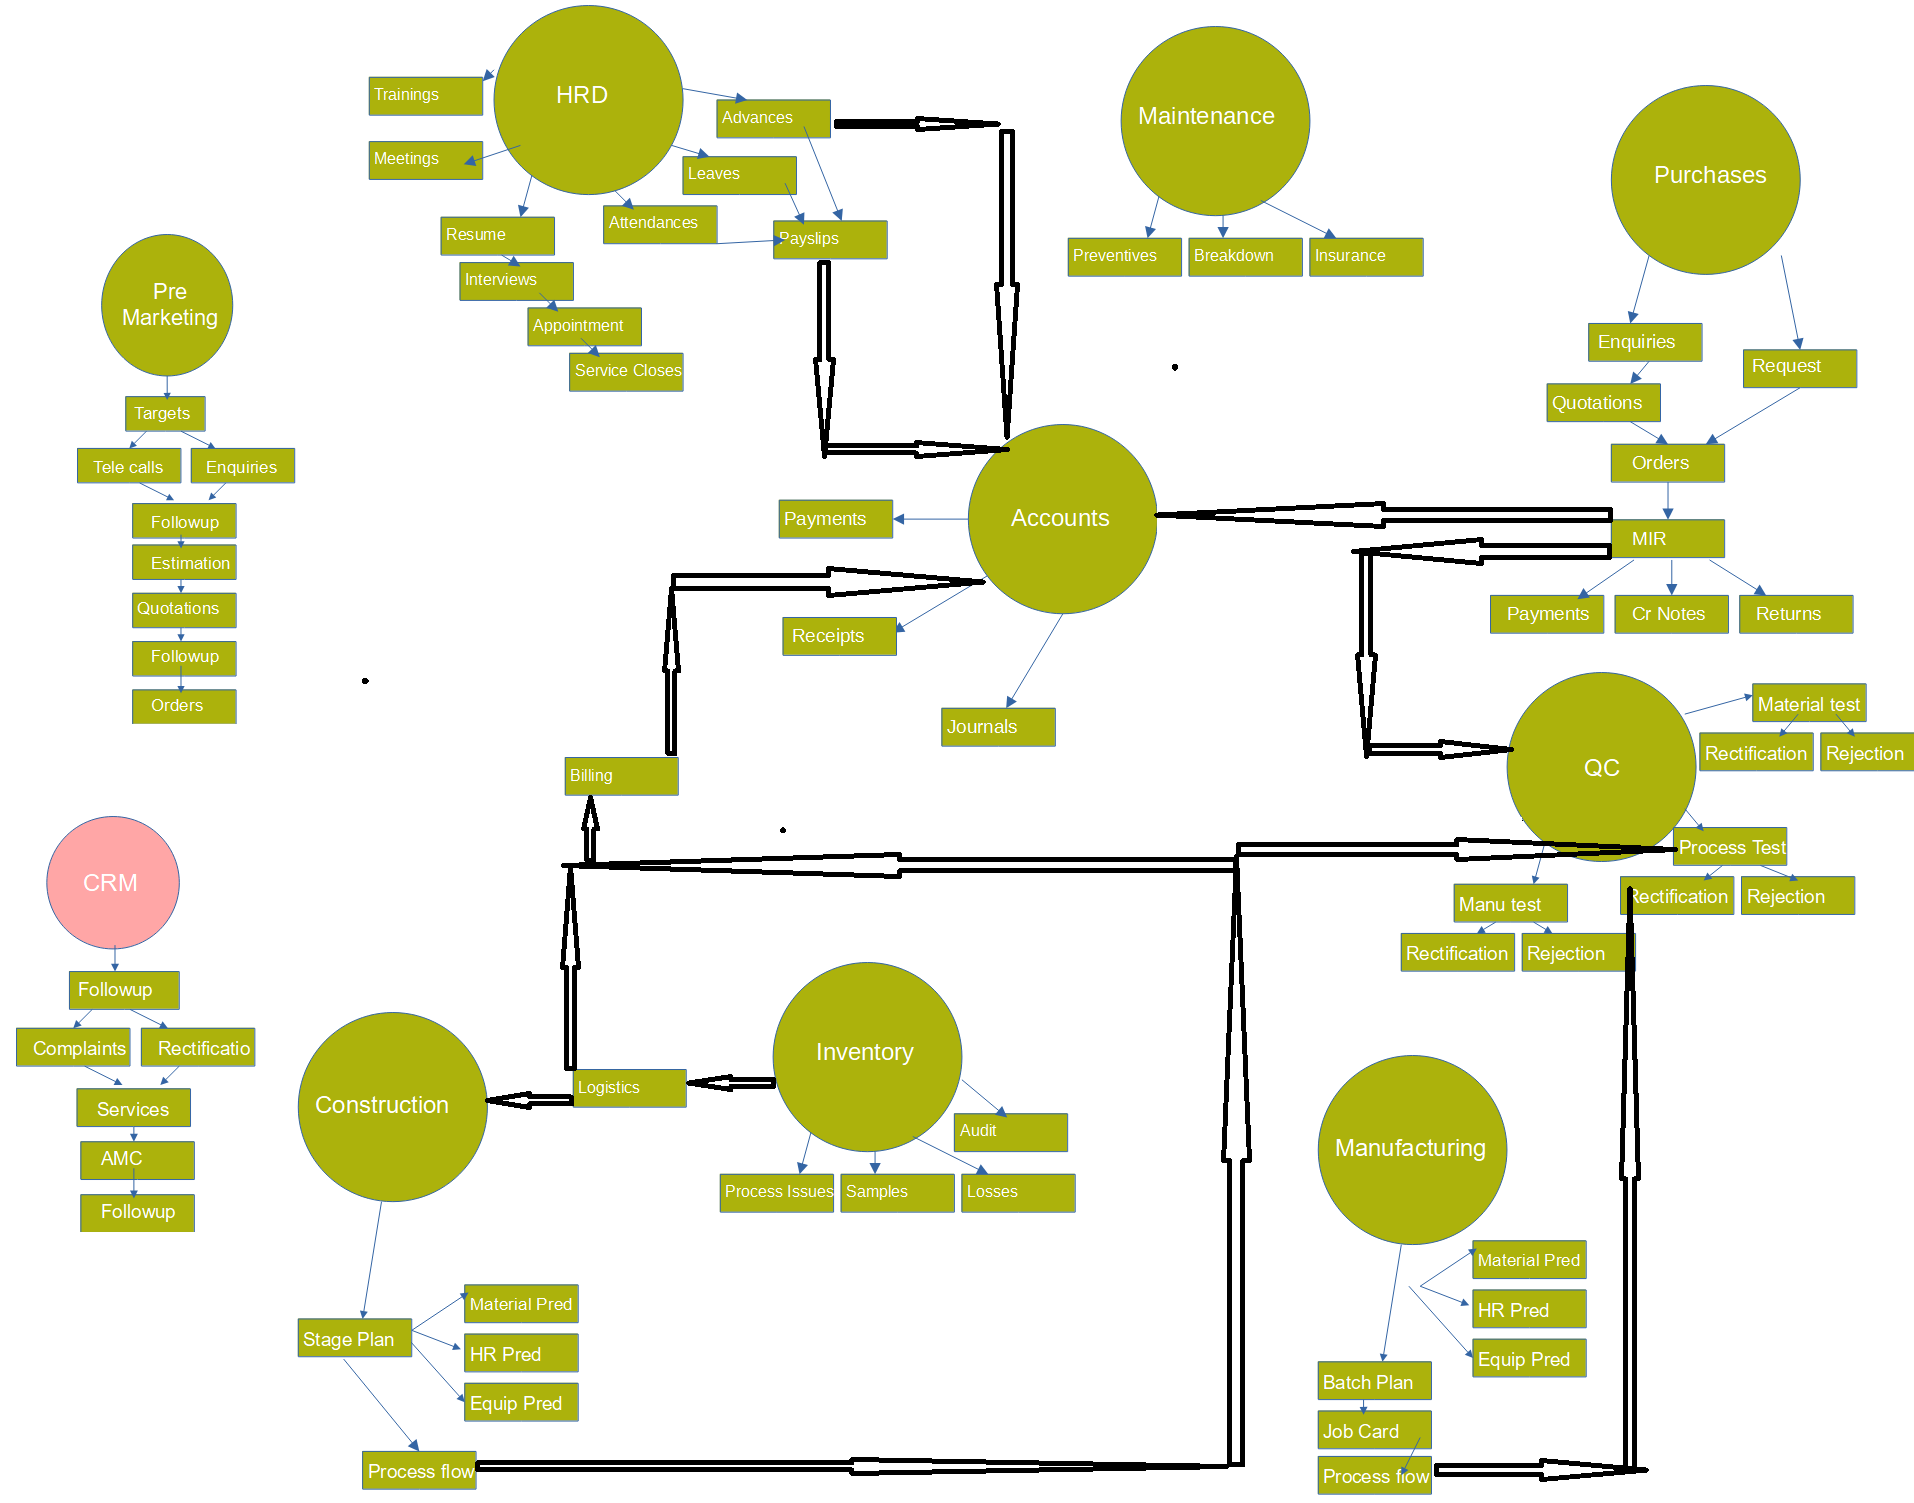 HRD
Trainings
Meetings
Advances
Leaves
Attendances
Payslips
Resume
Interviews
Appointment
Service Closes
Maintenance
Preventives
Breakdown
Insurance
Purchases
Enquiries
Request
Quotations
Orders
MIR
Payments
Cr Notes
Returns
Pre
Marketing
Targets
Tele calls
Enquiries
Followup
Estimation
Quotations
Followup
Orders
Accounts
Payments
Receipts
Journals
Billing
QC
Material test
Rectification
Rejection
Process Test
Rectification
Rejection
Manu test
Rectification
Rejection
CRM
Followup
Complaints
Rectificatio
Services
AMC
Followup
Construction
Logistics
Inventory
Audit
Process Issues
Samples
Losses
Stage Plan
Material Pred
HR Pred
Equip Pred
Process flow
Manufacturing
Material Pred
HR Pred
Equip Pred
Batch Plan
Job Card
Process flow